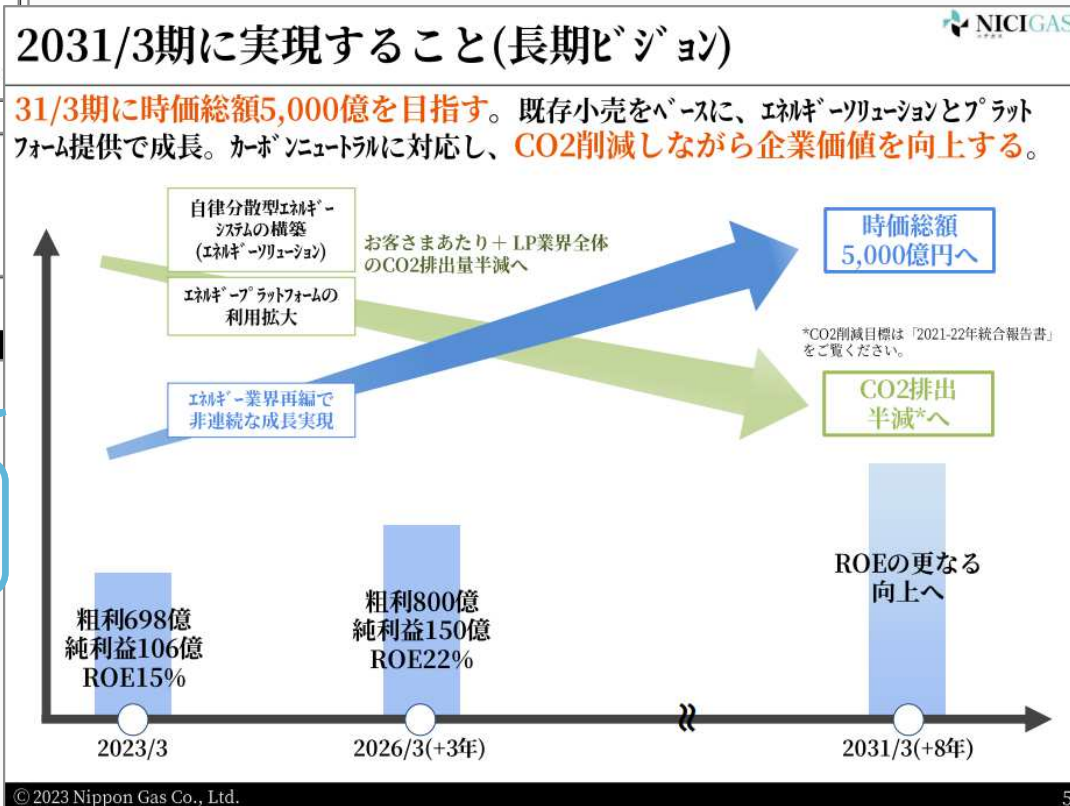 2031/3期に実現すること(長期ビジョン)
NICIGAS
ニチガス
31/3期に時価総額5,000億を目指す。既存小売をベースに、エネルギーソリューションとプラット
フォーム提供で成長。カーボンニュートラルに対応し、CO2削減しながら企業価値を向上する。
自律分散型エネルギー
システムの構築
(エネルギーソリューション)
お客さまあたり＋LP業界全体
のCO2排出量半減へ
エネルギープラットフォームの
利用拡大
エネルギー業界再編で
非連続な成長実現
時価総額
5,000億円へ
*CO2削減目標は「2021-22年統合報告書」
をご覧ください。
CO2排出
半減*へ
粗利698億
純利益106億
ROE15%
粗利800億
純利益150億
ROE22%
ROEの更なる
向上へ
2023/3
2026/3(+3年)
2031/3(+8年)
© 2023 Nippon Gas Co., Ltd.
5